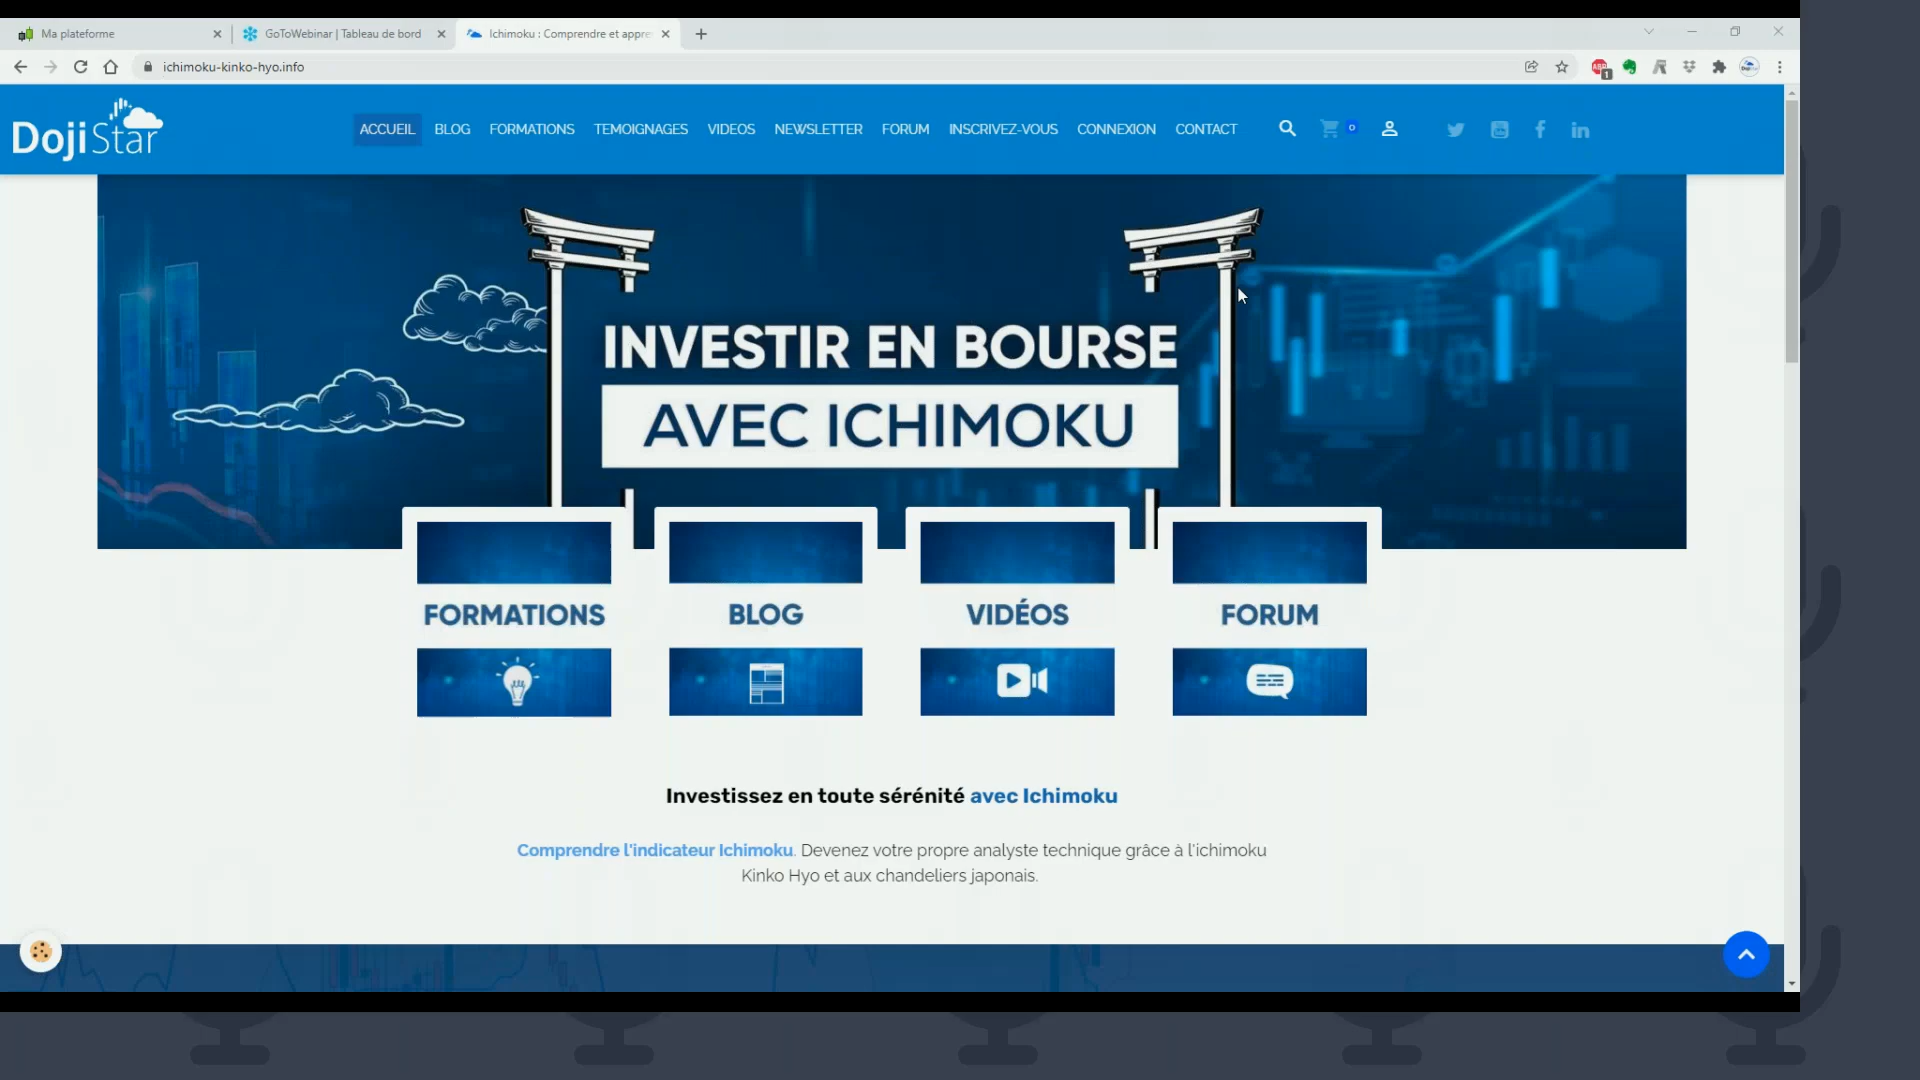 Ma plateforme
GoToWebinar | Tableau de bord
Ichimoku : Comprendre et appre
ichimoku-kinko-hyo.info
ABP
1
DojiStar
ACCUEIL
BLOG
FORMATIONS
TEMOIGNAGES
VIDEOS
NEWSLETTER
FORUM
INSCRIVEZ-VOUS
CONNEXION
CONTACT
0
INVESTIR EN BOURSE
AVEC ICHIMOKU
FORMATIONS
BLOG
VIDÉOS
FORUM
Investissez en toute sérénité avec Ichimoku
Comprendre l'indicateur Ichimoku. Devenez votre propre analyste technique grâce à l'ichimoku
Kinko Hyo et aux chandeliers japonais.